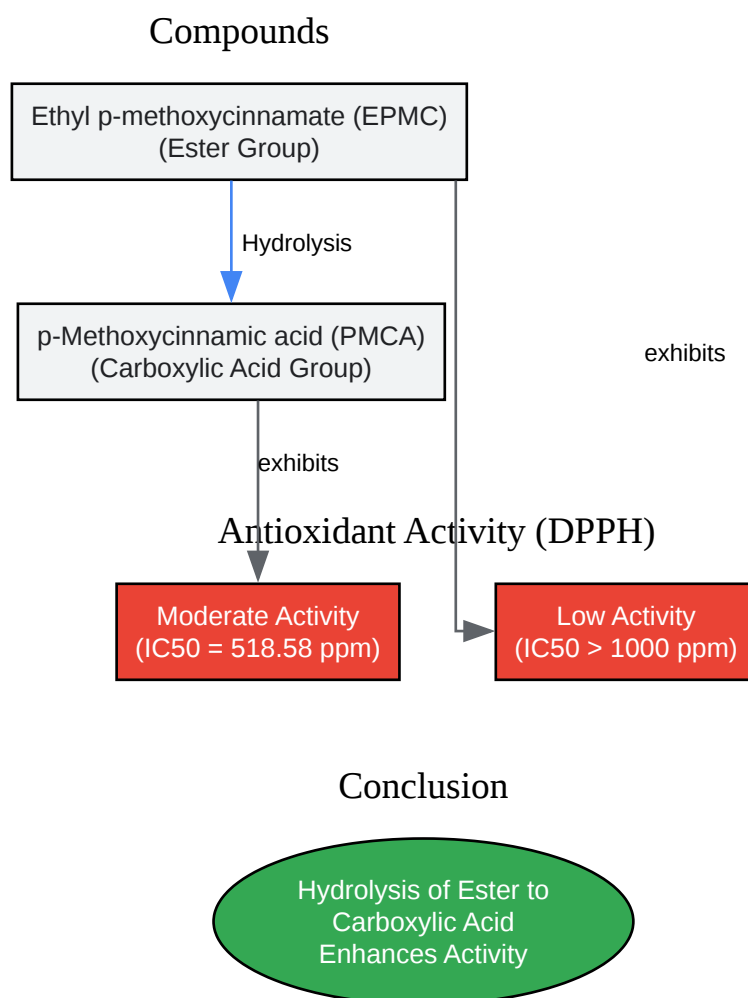 Compounds
Ethyl p-methoxycinnamate (EPMC)
(Ester Group)
Hydrolysis
p-Methoxycinnamic acid (PMCA)
(Carboxylic Acid Group)
exhibits
exhibits
Antioxidant Activity (DPPH)
Moderate Activity
(IC50 = 518.58 ppm)
Low Activity
(IC50 > 1000 ppm)
Conclusion
Hydrolysis of Ester to
Carboxylic Acid
Enhances Activity